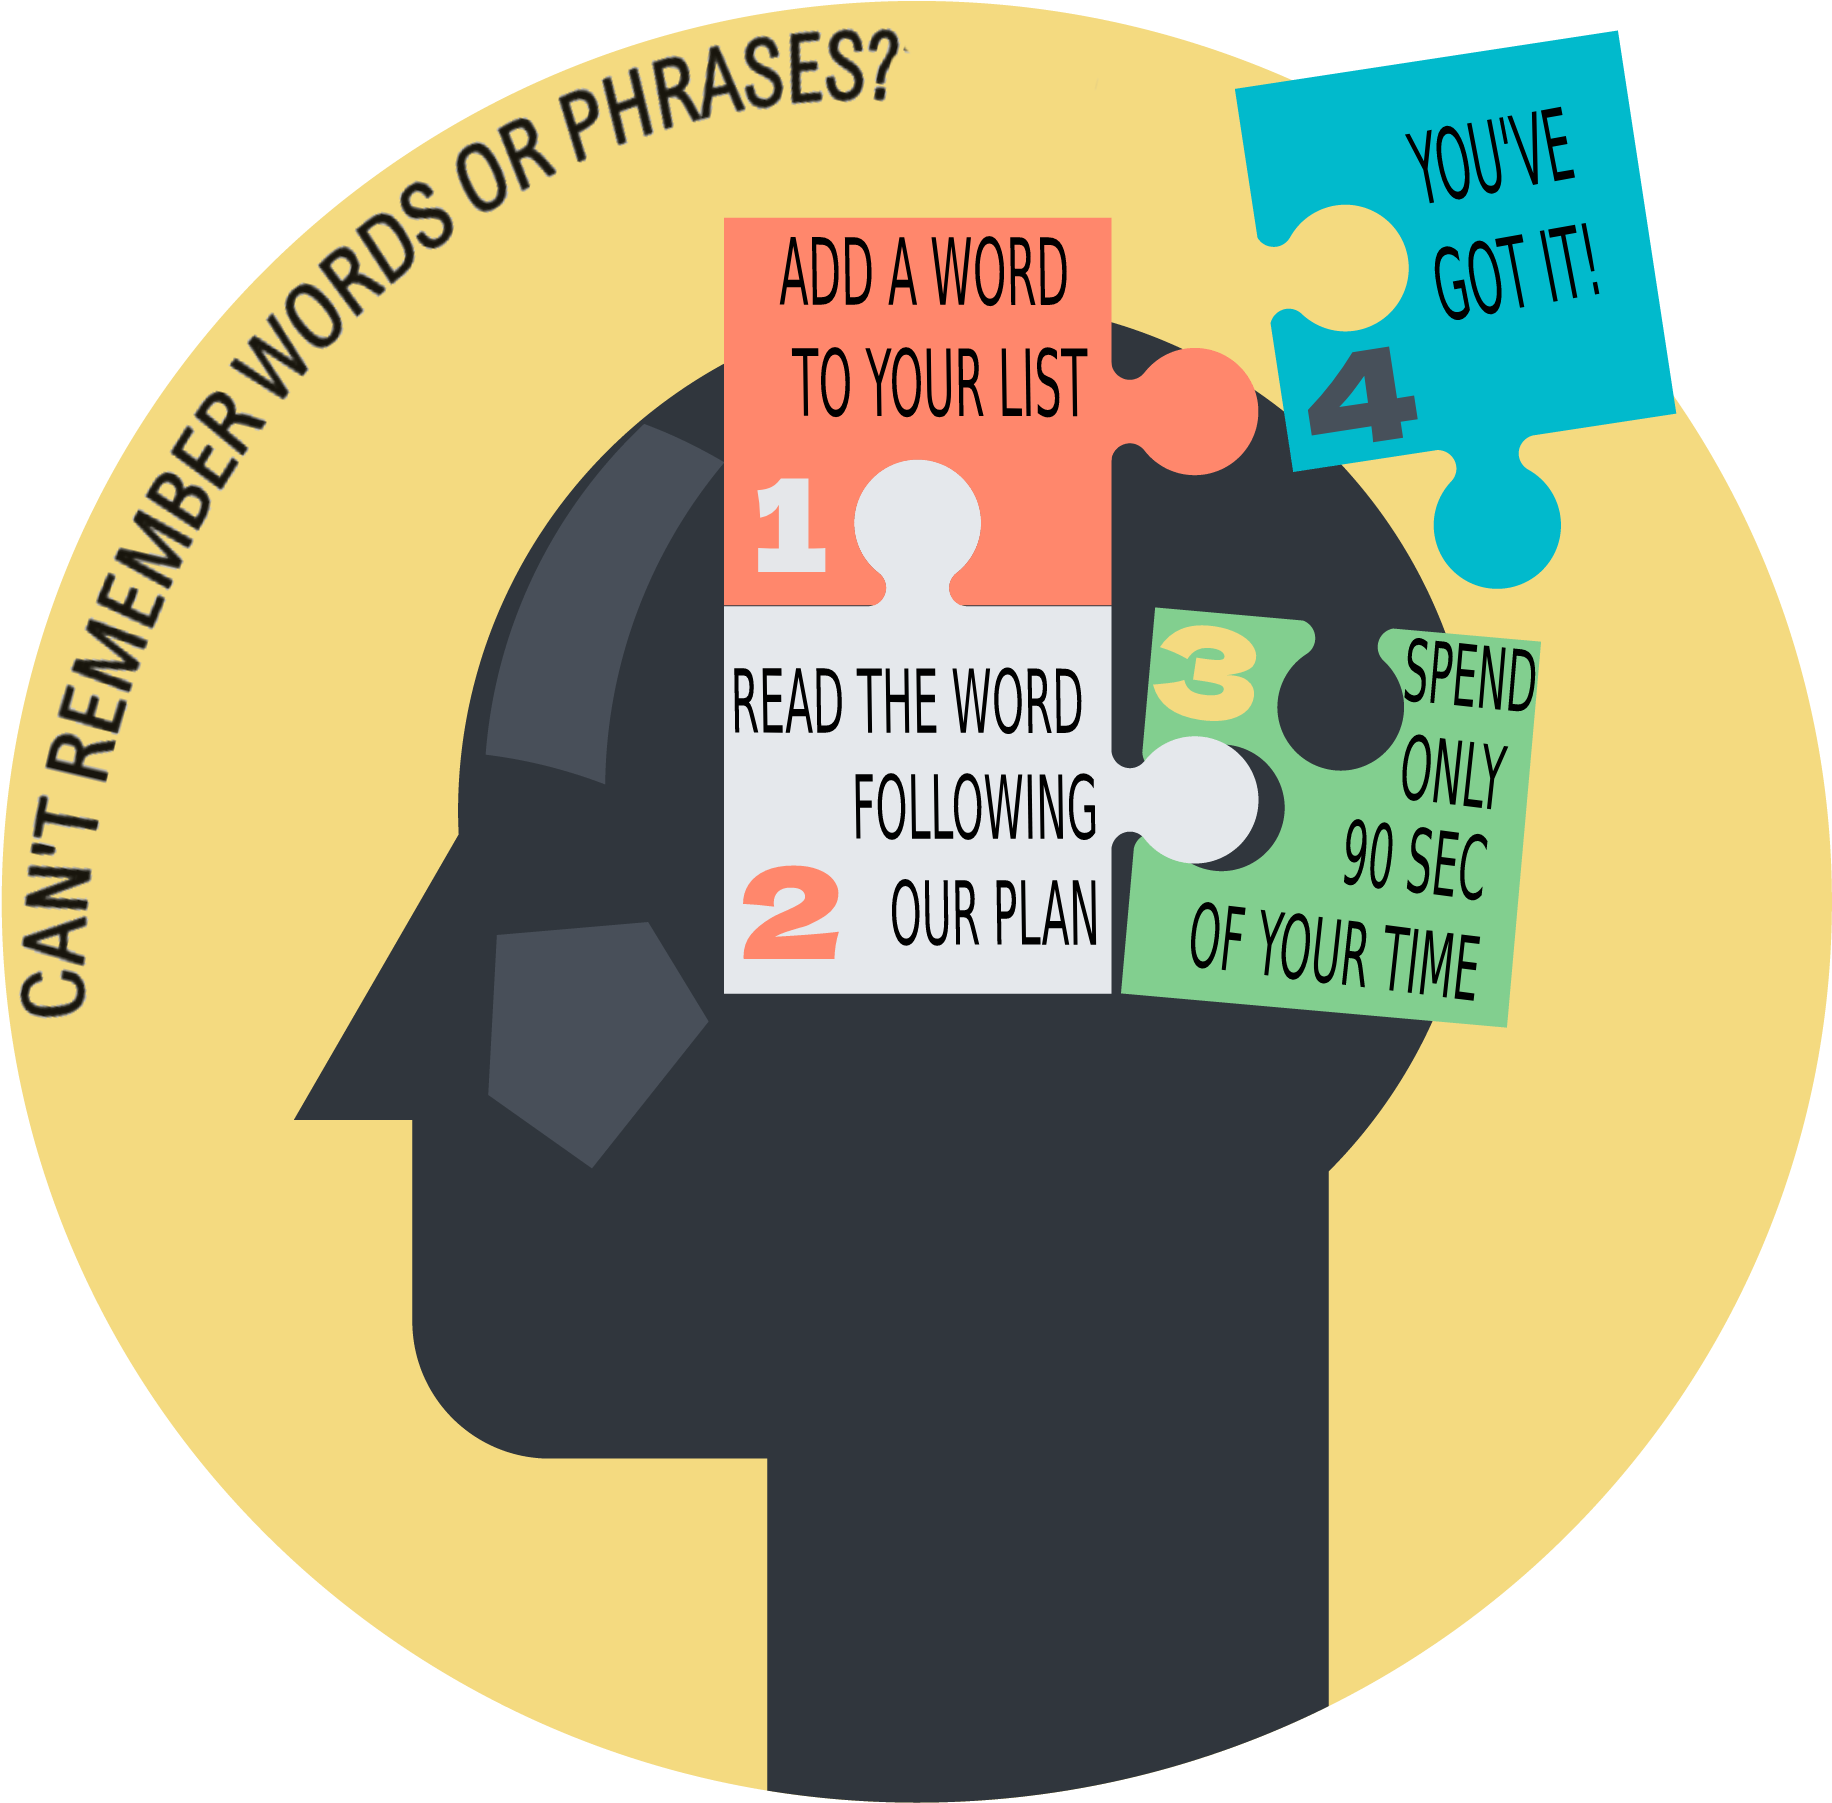 CAN'T REMEMBER WORDS OR PHRASES?
ADD A WORD
TO YOUR LIST
1
READ THE WORD
FOLLOWING
2 OUR PLAN
3 SPEND
ONLY
90 SEC
OF YOUR TIME
YOU'VE
GOT IT!
4